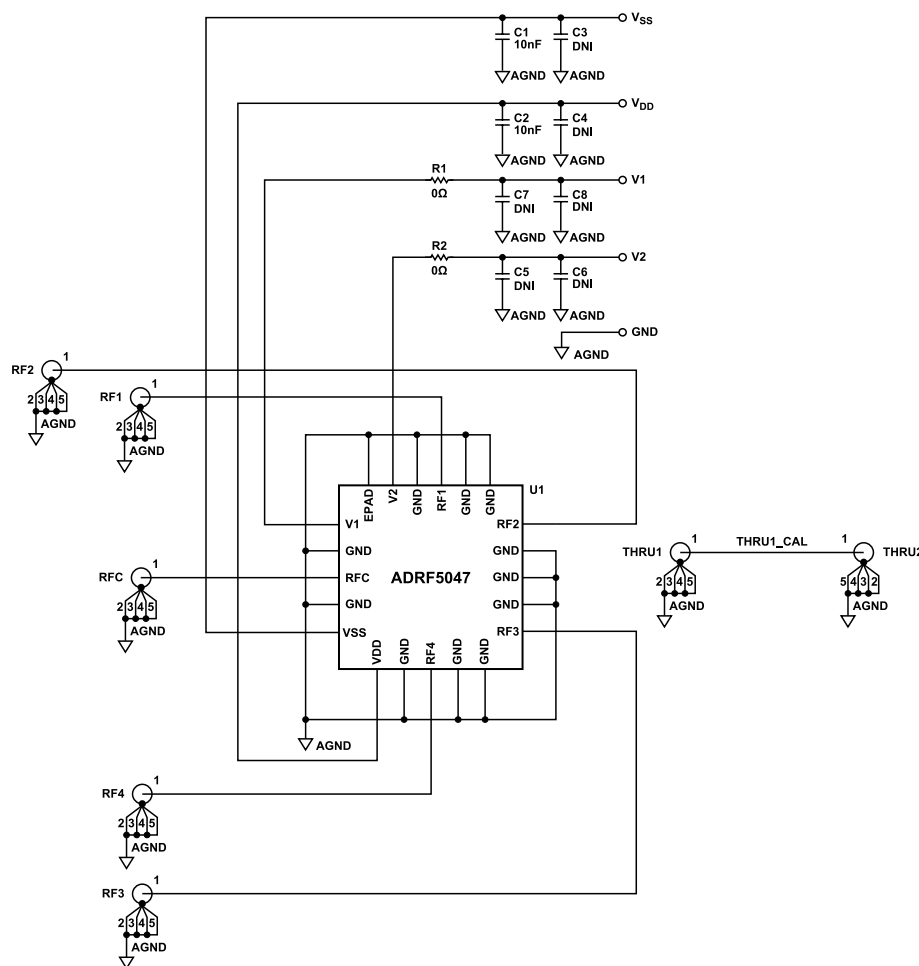 C1
10nF
C3
DNI
VSS
AGND
AGND
C2
10nF
C4
DNI
VDD
AGND
AGND
R1
0Ω
C7
DNI
C8
DNI
V1
AGND
AGND
R2
0Ω
C5
DNI
C6
DNI
V2
AGND
AGND
GND
AGND
RF2
1
2 3 4 5
AGND
RF1
1
2 3 4 5
AGND
U1
EPAD
V2
GND
RF1
GND
GND
V1
GND
RFC
GND
VSS
ADRF5047
RF2
GND
GND
GND
RF3
VDD
GND
RF4
GND
GND
AGND
RFC
1
2 3 4 5
AGND
THRU1
1
THRU1_CAL
1
THRU2
2 3 4 5
AGND
5 4 3 2
AGND
RF4
1
2 3 4 5
AGND
RF3
1
2 3 4 5
AGND